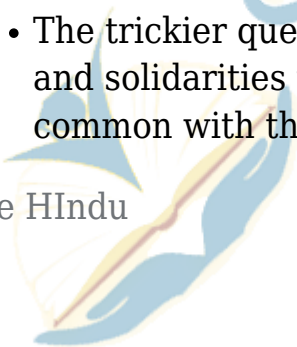 • The trickier que
and solidarities
common with th
e HIndu